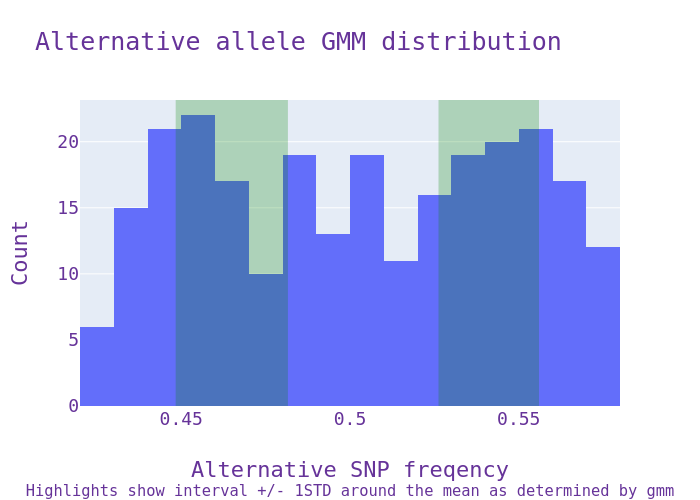 Alternative allele GMM distribution
20
15
10
5
0
Count
0.45
0.5
0.55
Alternative SNP freqency
Highlights show interval +/- 1STD around the mean as determined by gmm